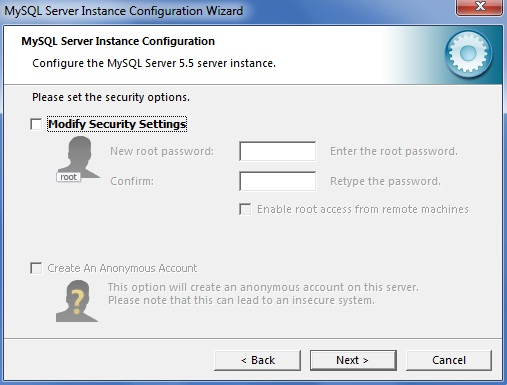 MySQL Server Instance Configuration Wizard
MySQL Server Instance Configuration
Configure the MySQL Server 5.5 server instance.
Please set the security options.
Modify Security Settings
root
New root password:
Enter the root password.
Confirm:
Retype the password.
Enable root access from remote machines
Create An Anonymous Account
This option will create an anonymous account on this server.
Please note that this can lead to an insecure system.
< Back
Next >
Cancel